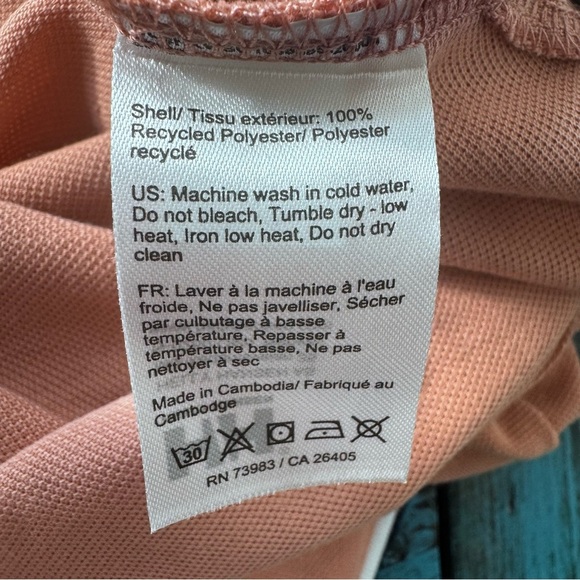 Shell/ Tissu extérieur: 100%
Recycled Polyester/ Polyester
recyclé
US: Machine wash in cold water,
Do not bleach, Tumble dry - low
heat, Iron low heat, Do not dry
clean
FR: Laver à la machine à l'eau
froide, Ne pas javelliser, Sécher
par culbutage à basse
température, Repasser à
température basse, Ne pas
nettoyer à sec
Made in Cambodia/ Fabriqué au
Cambodge
30
RN 73983 / CA 26405